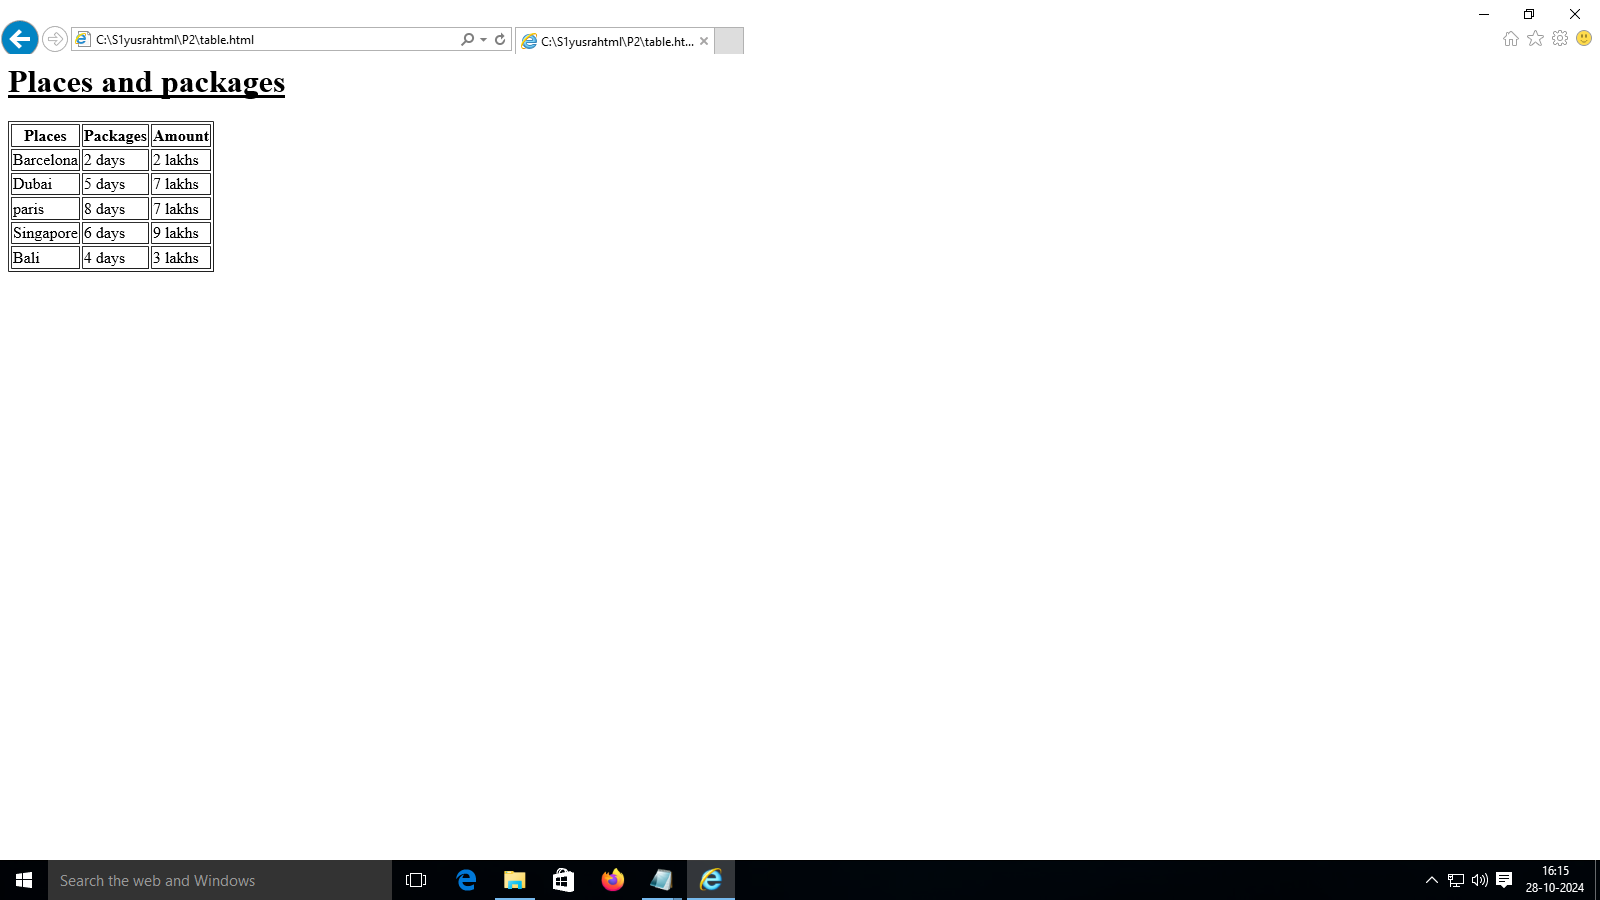 C:\S1yusrahtml\P2\table.html
C:\S1yusrahtml\P2\table.ht...
Places and packages
Places Packages Amount
Barcelona 2 days 2 lakhs
Dubai 5 days 7 lakhs
paris 8 days 7 lakhs
Singapore 6 days 9 lakhs
Bali 4 days 3 lakhs
Search the web and Windows
16:15
28-10-2024